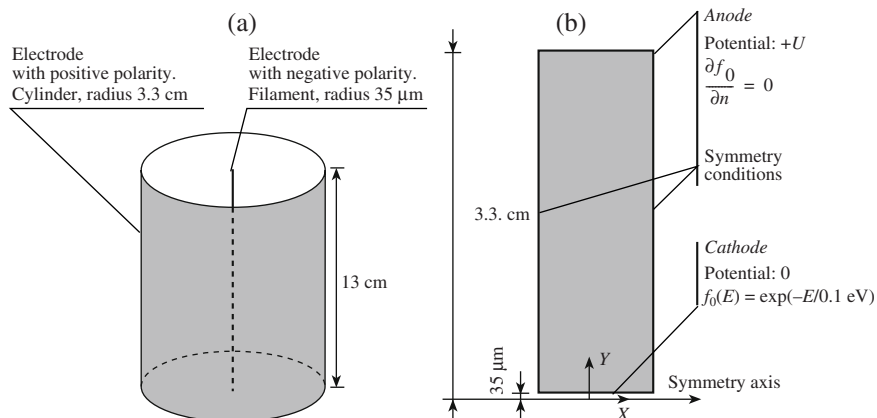 (a)
Electrode
with positive polarity.
Cylinder, radius 3.3 cm
Electrode
with negative polarity.
Filament, radius 35 μm
13 cm
(b)
Anode
Potential: +U
∂f₀/∂n = 0
Symmetry
conditions
3.3. cm
Cathode
Potential: 0
f₀(E) = exp(–E/0.1 eV)
35 μm
Y
X
Symmetry axis